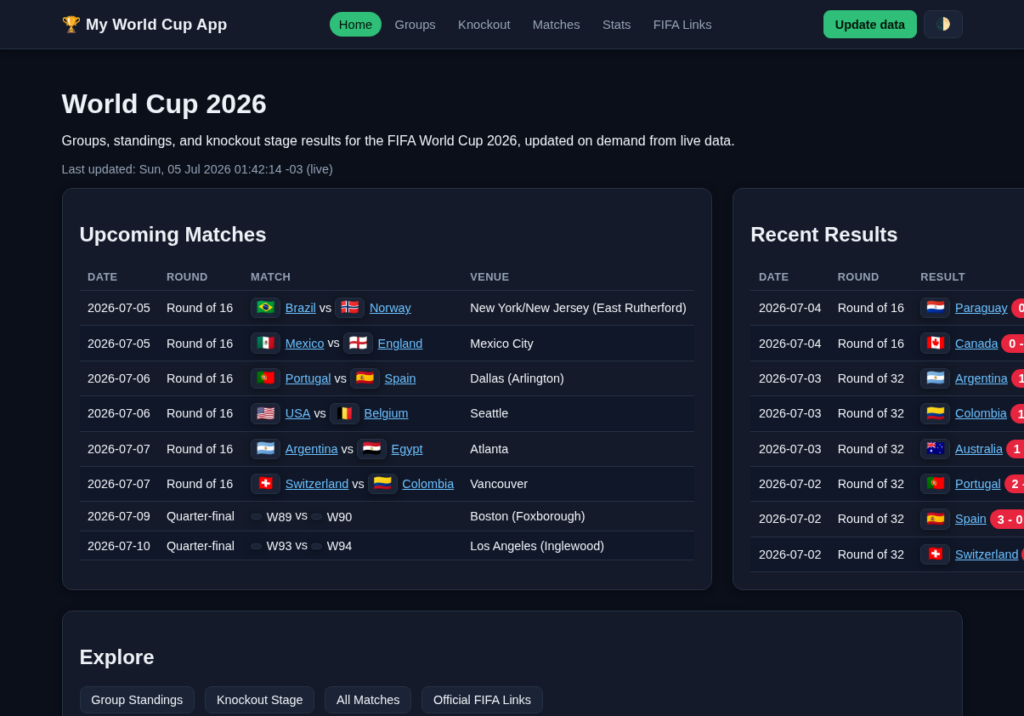 🏆 My World Cup App
Home Groups Knockout Matches Stats FIFA Links
Update data
World Cup 2026
Groups, standings, and knockout stage results for the FIFA World Cup 2026, updated on demand from live data.
Last updated: Sun, 05 Jul 2026 01:42:14 -03 (live)
Upcoming Matches
DATE ROUND MATCH VENUE
2026-07-05 Round of 16 Brazil vs Norway New York/New Jersey (East Rutherford)
2026-07-05 Round of 16 Mexico vs England Mexico City
2026-07-06 Round of 16 Portugal vs Spain Dallas (Arlington)
2026-07-06 Round of 16 USA vs Belgium Seattle
2026-07-07 Round of 16 Argentina vs Egypt Atlanta
2026-07-07 Round of 16 Switzerland vs Colombia Vancouver
2026-07-09 Quarter-final W89 vs W90 Boston (Foxborough)
2026-07-10 Quarter-final W93 vs W94 Los Angeles (Inglewood)
Recent Results
DATE ROUND RESULT
2026-07-04 Round of 16 Paraguay 0
2026-07-04 Round of 16 Canada 0 -
2026-07-03 Round of 32 Argentina 1
2026-07-03 Round of 32 Colombia 1
2026-07-03 Round of 32 Australia 1
2026-07-02 Round of 32 Portugal 2 -
2026-07-02 Round of 32 Spain 3 - 0
2026-07-02 Round of 32 Switzerland
Explore
Group Standings Knockout Stage All Matches Official FIFA Links